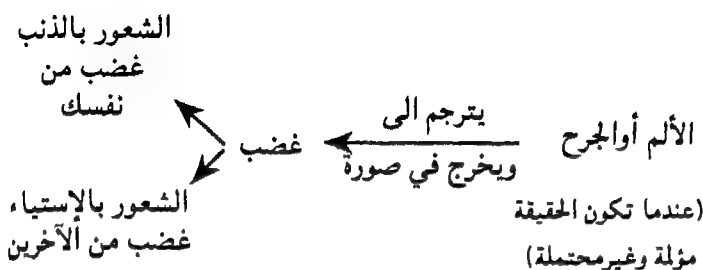 الألم أوالجرح
(عندما تكون الحقيقة
مؤلمة وغيرمحتملة)
يترجم الى
ويخرج في صورة
غضب
الشعور بالذنب
غضب من
نفسك
الشعور بالإستياء
غضب من الآخرين